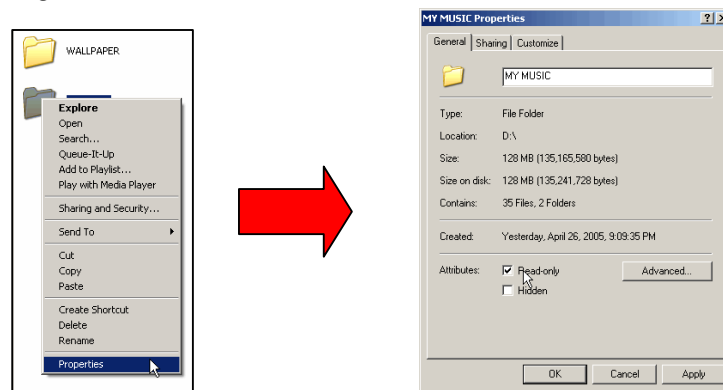 WALLPAPER
Explore
Open
Search...
Queue-It-Up
Add to Playlist...
Play with Media Player
Sharing and Security...
Send To
Cut
Copy
Paste
Create Shortcut
Delete
Rename
Properties
MY MUSIC Properties
General Sharing Customize
MY MUSIC
Type: File Folder
Location: D:\
Size: 128 MB (135,165,580 bytes)
Size on disk: 128 MB (135,241,728 bytes)
Contains: 35 Files, 2 Folders
Created: Yesterday, April 26, 2005, 9:09:35 PM
Attributes: Read-only Advanced...
Hidden
OK Cancel Apply